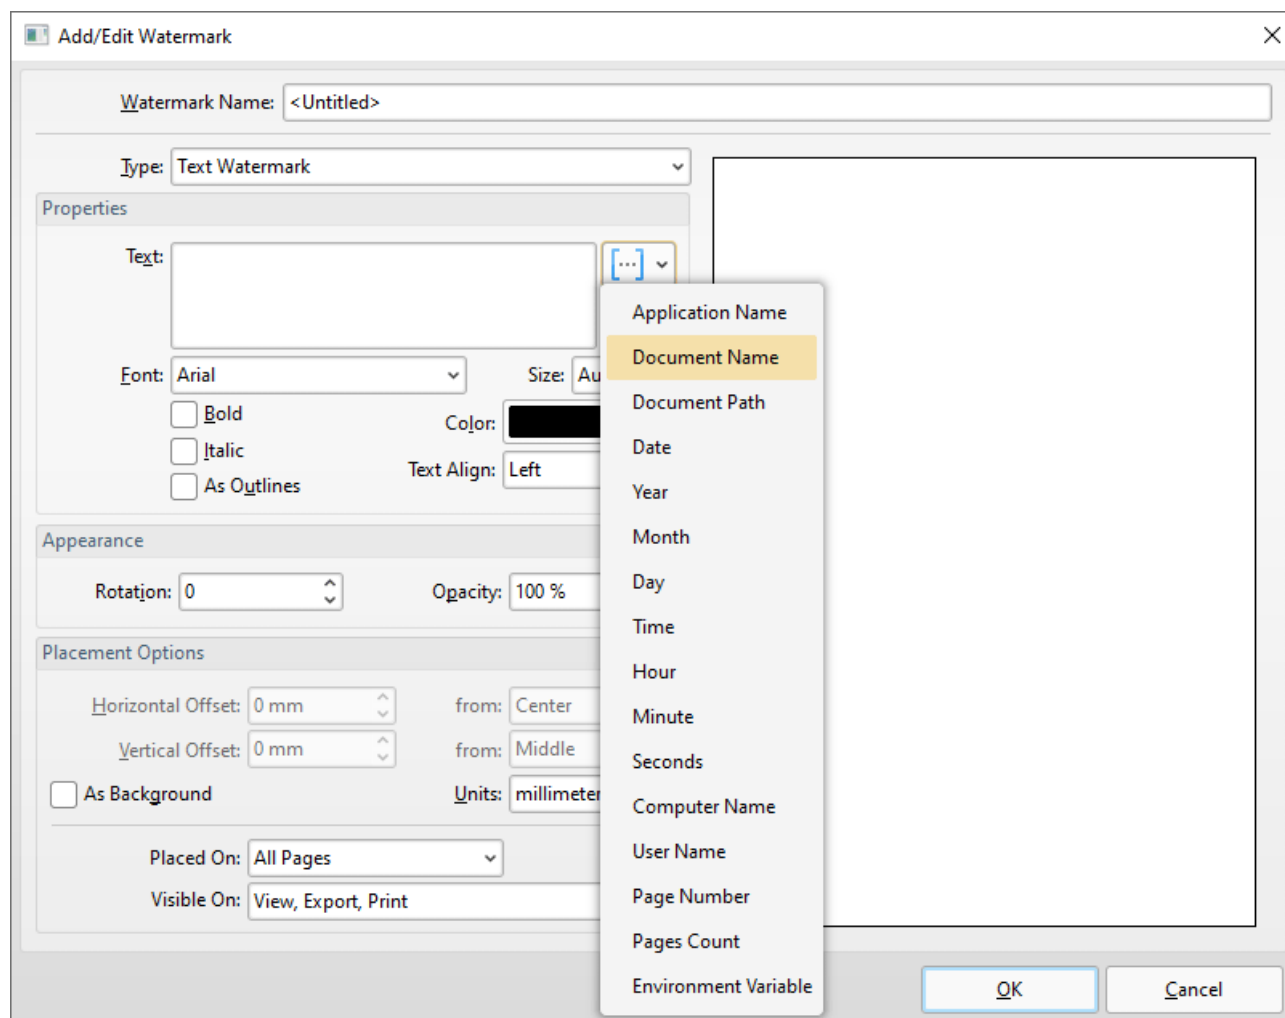 Add/Edit Watermark
Watermark Name: <Untitled>
Type: Text Watermark
Properties
Text:
[...]
Application Name
Document Name
Document Path
Date
Year
Month
Day
Time
Hour
Minute
Seconds
Computer Name
User Name
Page Number
Pages Count
Environment Variable
Font: Arial
Size: Au
Bold
Color:
Italic
Text Align: Left
As Outlines
Appearance
Rotation: 0
Opacity: 100 %
Placement Options
Horizontal Offset: 0 mm
from: Center
Vertical Offset: 0 mm
from: Middle
As Background
Units: millimeter
Placed On: All Pages
Visible On: View, Export, Print
OK
Cancel